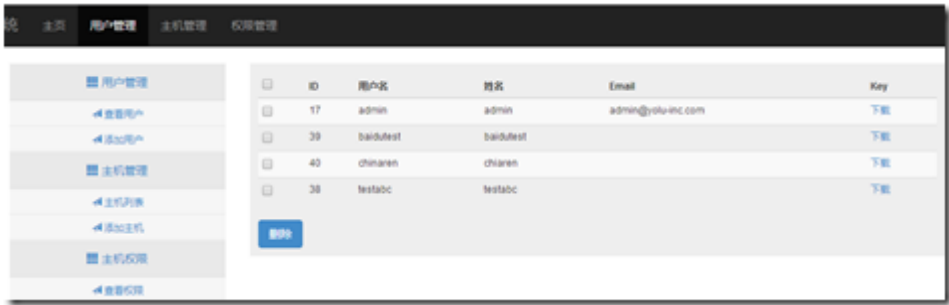 统 主页 用户管理 主机管理 权限管理
用户管理
查看用户
添加用户
主机管理
主机列表
添加主机
主机权限
查看权限
ID 用户名 姓名 Email Key
17 admin admin admin@yolu-inc.com 下载
39 baidutest baidutest 下载
40 chinaren chiaren 下载
38 testabc testabc 下载
删除